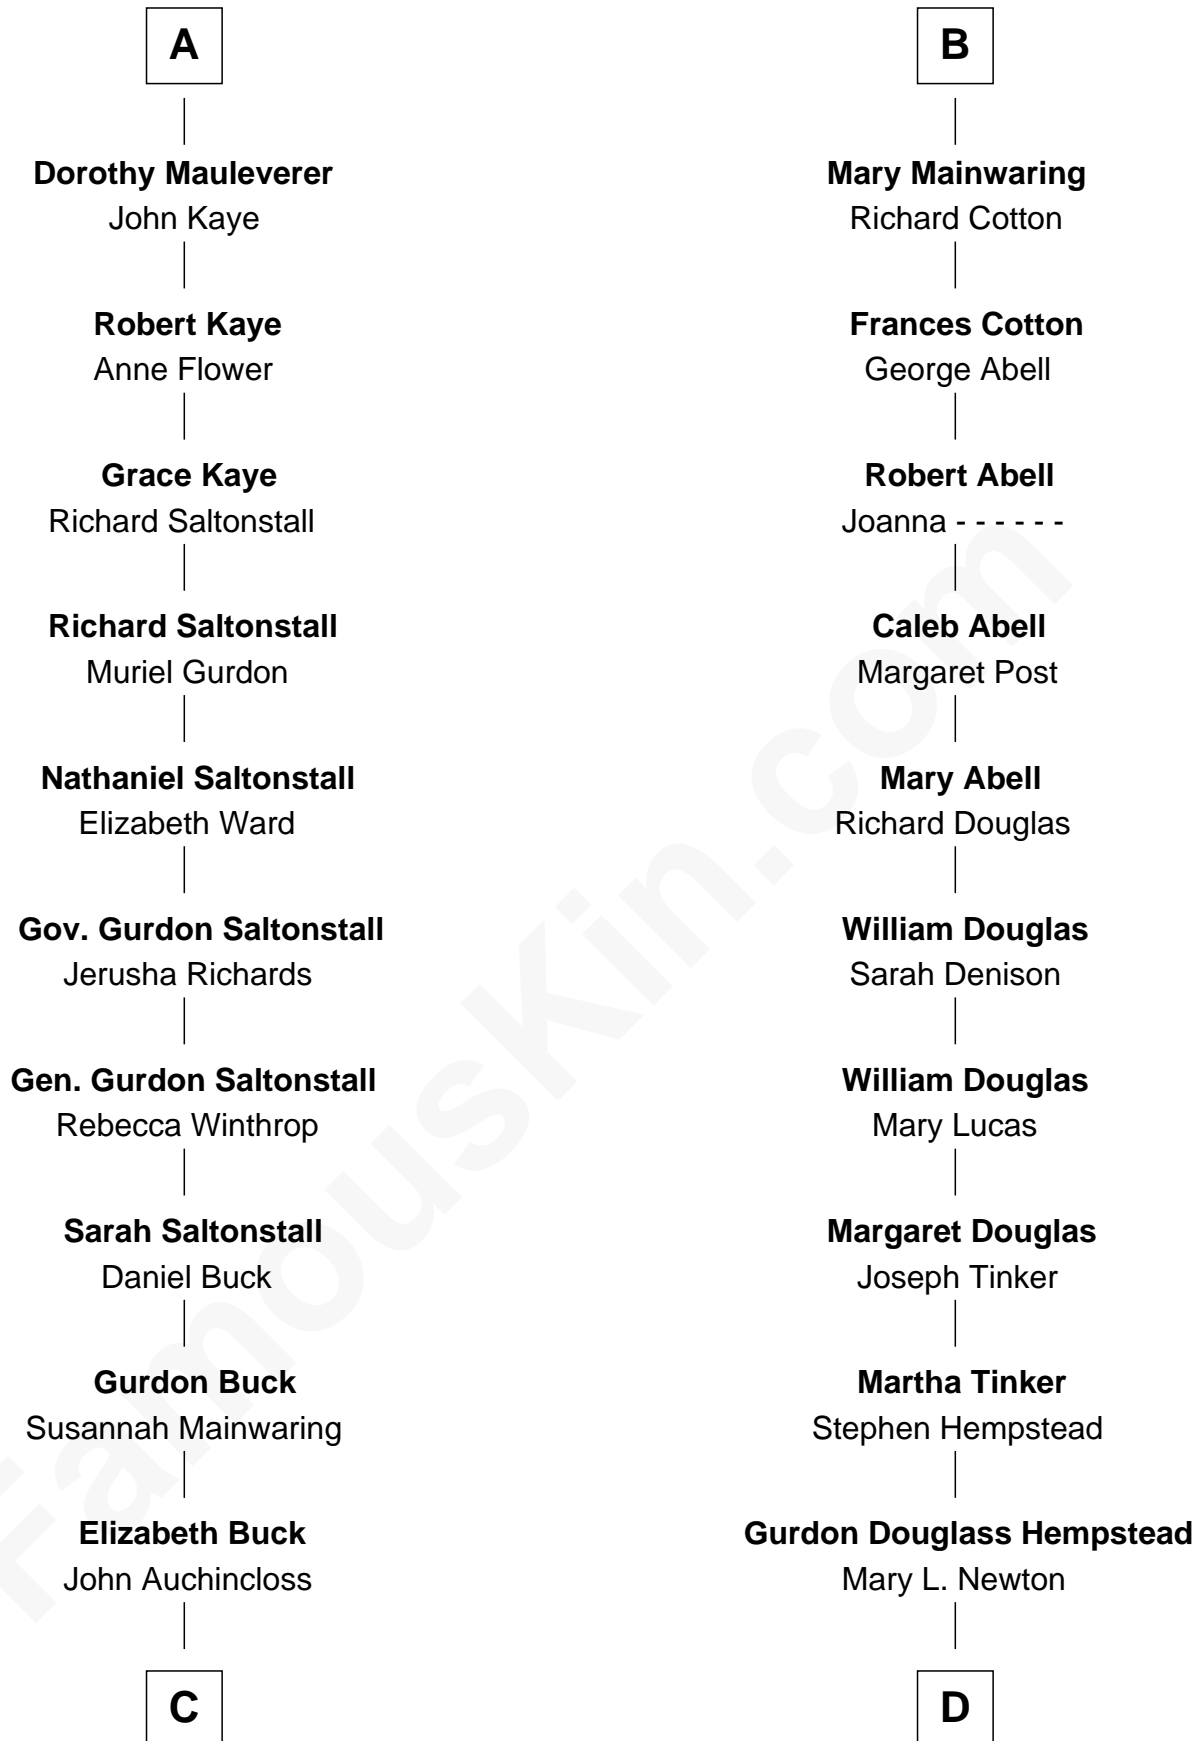 A
Dorothy Mauleverer
John Kaye
Robert Kaye
Anne Flower
Grace Kaye
Richard Saltonstall
Richard Saltonstall
Muriel Gurdon
Nathaniel Saltonstall
Elizabeth Ward
Gov. Gurdon Saltonstall
Jerusha Richards
Gen. Gurdon Saltonstall
Rebecca Winthrop
Sarah Saltonstall
Daniel Buck
Gurdon Buck
Susannah Mainwaring
Elizabeth Buck
John Auchincloss
C
B
Mary Mainwaring
Richard Cotton
Frances Cotton
George Abell
Robert Abell
Joanna - - - - - -
Caleb Abell
Margaret Post
Mary Abell
Richard Douglas
William Douglas
Sarah Denison
William Douglas
Mary Lucas
Margaret Douglas
Joseph Tinker
Martha Tinker
Stephen Hempstead
Gurdon Douglass Hempstead
Mary L. Newton
D
FamousKin.com